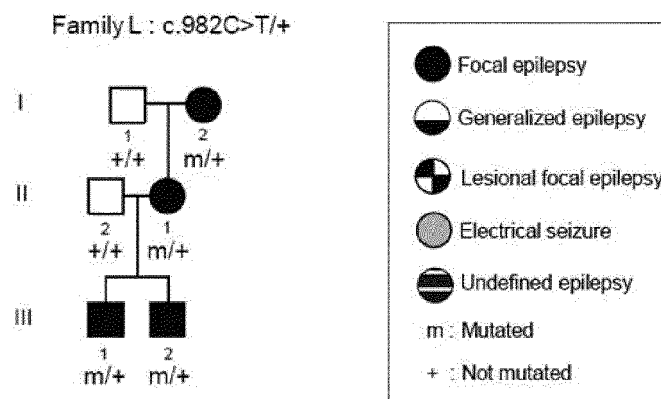 Family L : c.982C>T/+
I
1
2
+/+
m/+
II
2
1
+/+
m/+
III
1
2
m/+
m/+
Focal epilepsy
Generalized epilepsy
Lesional focal epilepsy
Electrical seizure
Undefined epilepsy
m : Mutated
+ : Not mutated